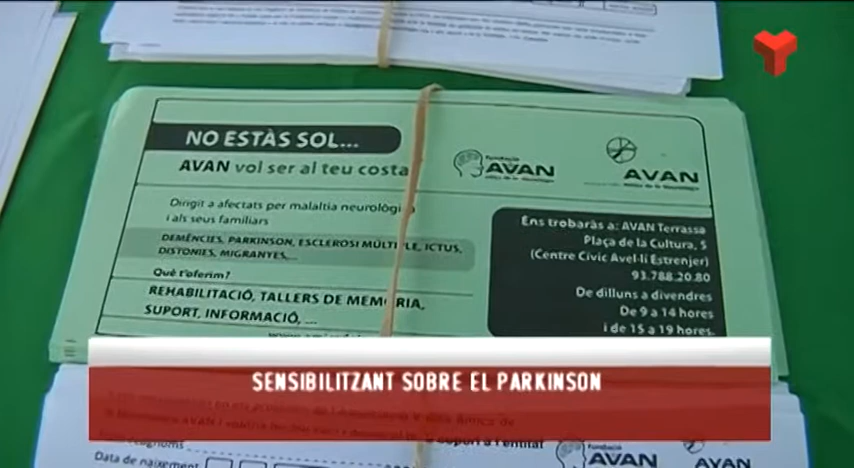 NO ESTÀS SOL...
AVAN vol ser al teu costat
Fundació
AVAN
AVAN
Dirigit a afectats per malaltia neurològica
i als seus familiars
DEMÈNCIES, PARKINSON, ESCLEROSI MÚLTIPLE, ICTUS,
DISTONIES, MIGRANYES,...
Què t'oferim?
REHABILITACIÓ, TALLERS DE MEMÒRIA,
SUPORT, INFORMACIÓ, ...
Ens trobaràs a: AVAN Terrassa
Plaça de la Cultura, 5
(Centre Cívic Avel·lí Estrenjer)
93.788.20.80
De dilluns a divendres
De 9 a 14 hores
i de 15 a 19 hores.
SENSIBILITZANT SOBRE EL PARKINSON
suport a l'entitat
Data de naixement
Fundació
AVAN
AVAN